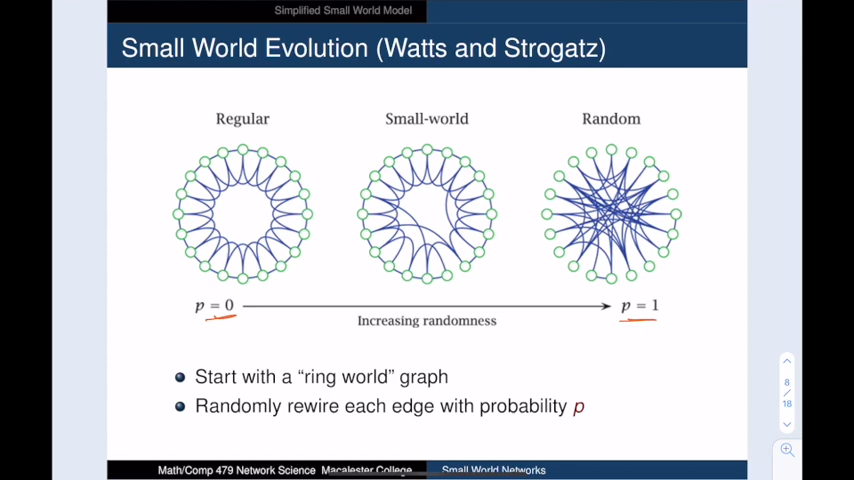 Simplified Small World Model
Small World Evolution (Watts and Strogatz)
Regular Small-world Random
p = 0 p = 1
Increasing randomness
Start with a “ring world” graph
Randomly rewire each edge with probability p
8
/
18
Math/Comp 479 Network Science Macalester College Small World Networks